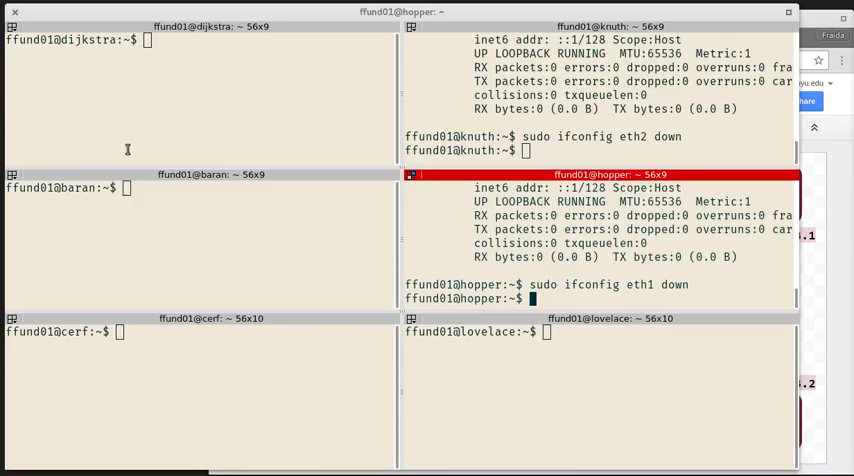 ffund01@hopper: ~
ffund01@dijkstra: ~ 56x9
ffund01@dijkstra:~$
ffund01@knuth: ~ 56x9
inet6 addr: ::1/128 Scope:Host
UP LOOPBACK RUNNING  MTU:65536  Metric:1
RX packets:0 errors:0 dropped:0 overruns:0 fra
TX packets:0 errors:0 dropped:0 overruns:0 car
collisions:0 txqueuelen:0
RX bytes:0 (0.0 B)  TX bytes:0 (0.0 B)
ffund01@knuth:~$ sudo ifconfig eth2 down
ffund01@knuth:~$
ffund01@baran: ~ 56x9
ffund01@baran:~$
ffund01@hopper: ~ 56x9
inet6 addr: ::1/128 Scope:Host
UP LOOPBACK RUNNING  MTU:65536  Metric:1
RX packets:0 errors:0 dropped:0 overruns:0 fra
TX packets:0 errors:0 dropped:0 overruns:0 car
collisions:0 txqueuelen:0
RX bytes:0 (0.0 B)  TX bytes:0 (0.0 B)
ffund01@hopper:~$ sudo ifconfig eth1 down
ffund01@hopper:~$
ffund01@cerf: ~ 56x10
ffund01@cerf:~$
ffund01@lovelace: ~ 56x10
ffund01@lovelace:~$
Fraida
yu.edu
hare
.1
.2